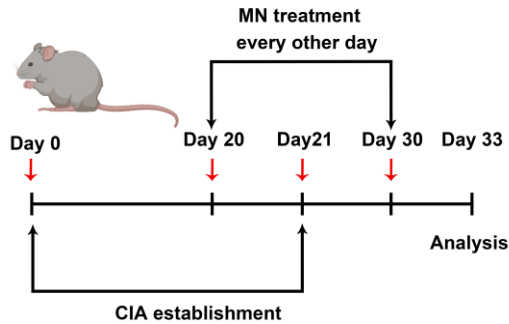 MN treatment
every other day
Day 0
Day 20
Day21
Day 30
Day 33
Analysis
CIA establishment